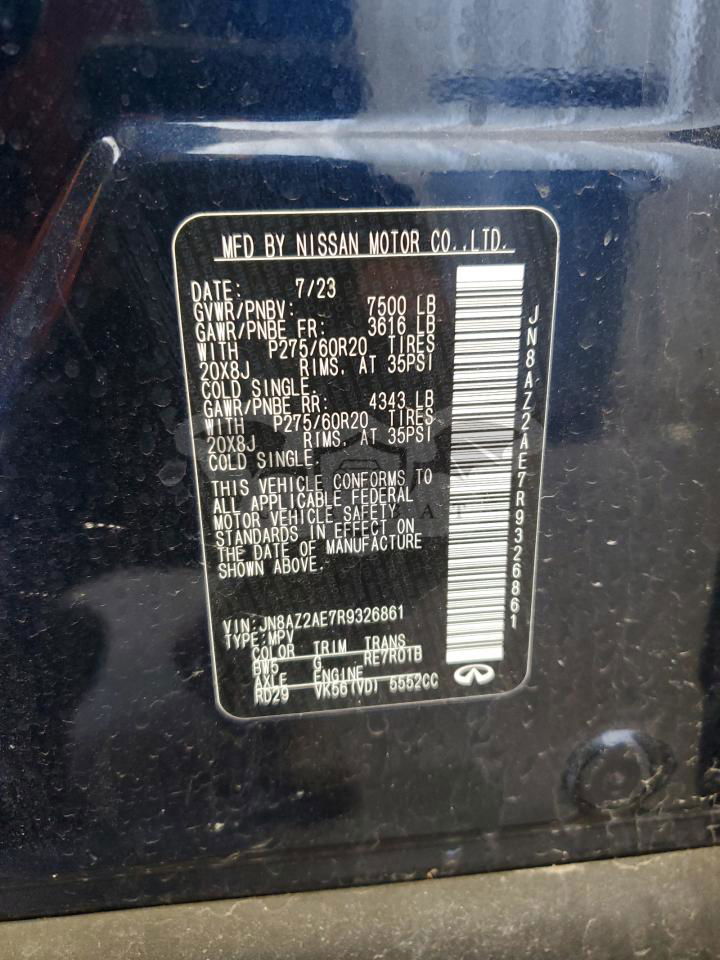 MFD BY NISSAN MOTOR CO.,LTD.
DATE: 7/23
GVWR/PNBV: 7500 LB
GAWR/PNBE FR: 3616 LB
WITH P275/60R20 TIRES
20X8J RIMS. AT 35PSI
COLD SINGLE.
GAWR/PNBE RR: 4343 LB
WITH P275/60R20 TIRES
20X8J RIMS. AT 35PSI
COLD SINGLE.
THIS VEHICLE CONFORMS TO
ALL APPLICABLE FEDERAL
MOTOR VEHICLE SAFETY
STANDARDS IN EFFECT ON
THE DATE OF MANUFACTURE
SHOWN ABOVE.
VIN:JN8AZ2AE7R9326861
TYPE:MPV
COLOR TRIM TRANS
BW5 G RE7R01B
AXLE ENGINE
RD29 VK56(VD) 5552CC
JN8AZ2AE7R9326861